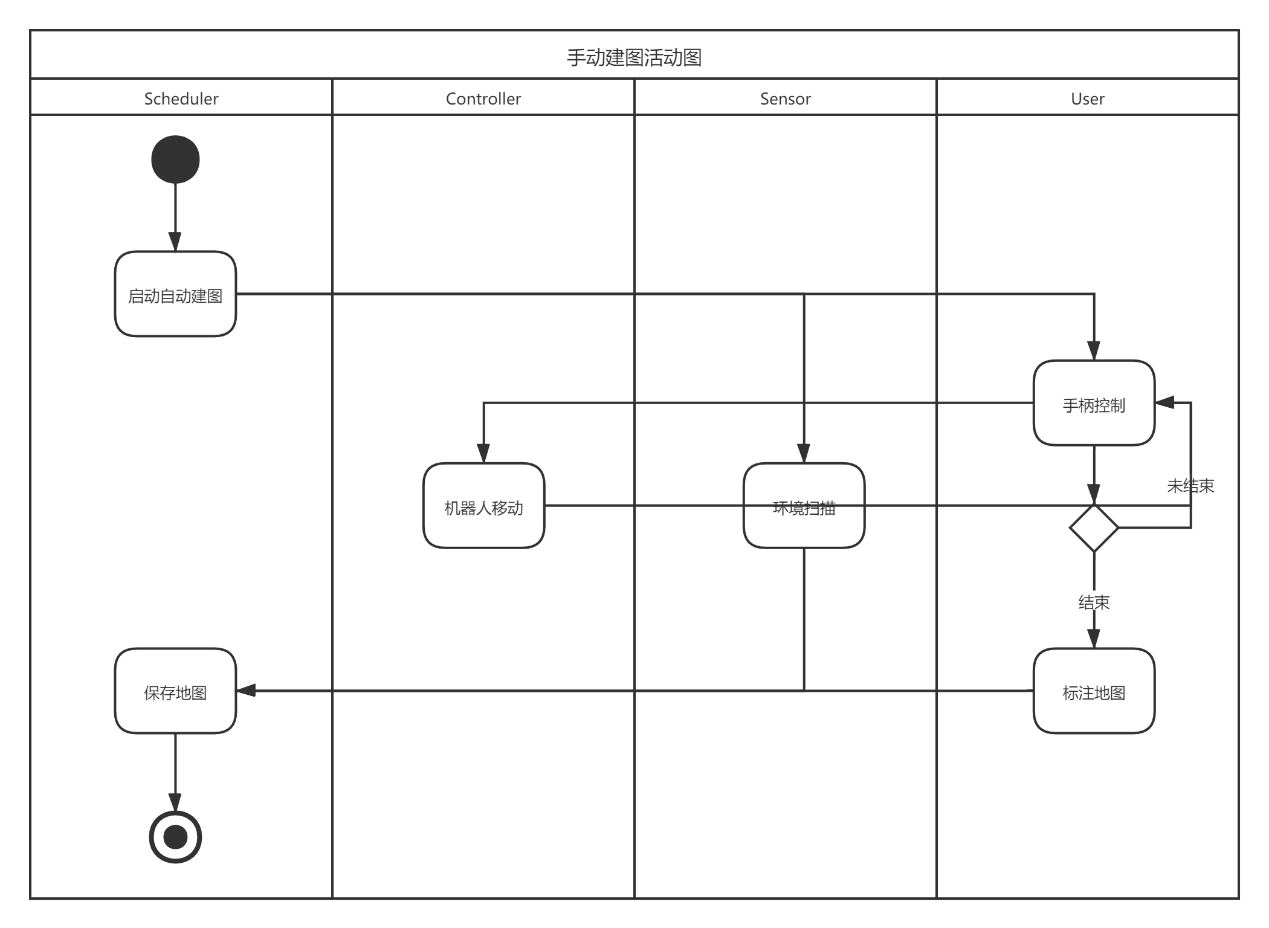 手动建图活动图
Scheduler
Controller
Sensor
User
启动自动建图
手柄控制
未结束
机器人移动
环境扫描
结束
保存地图
标注地图